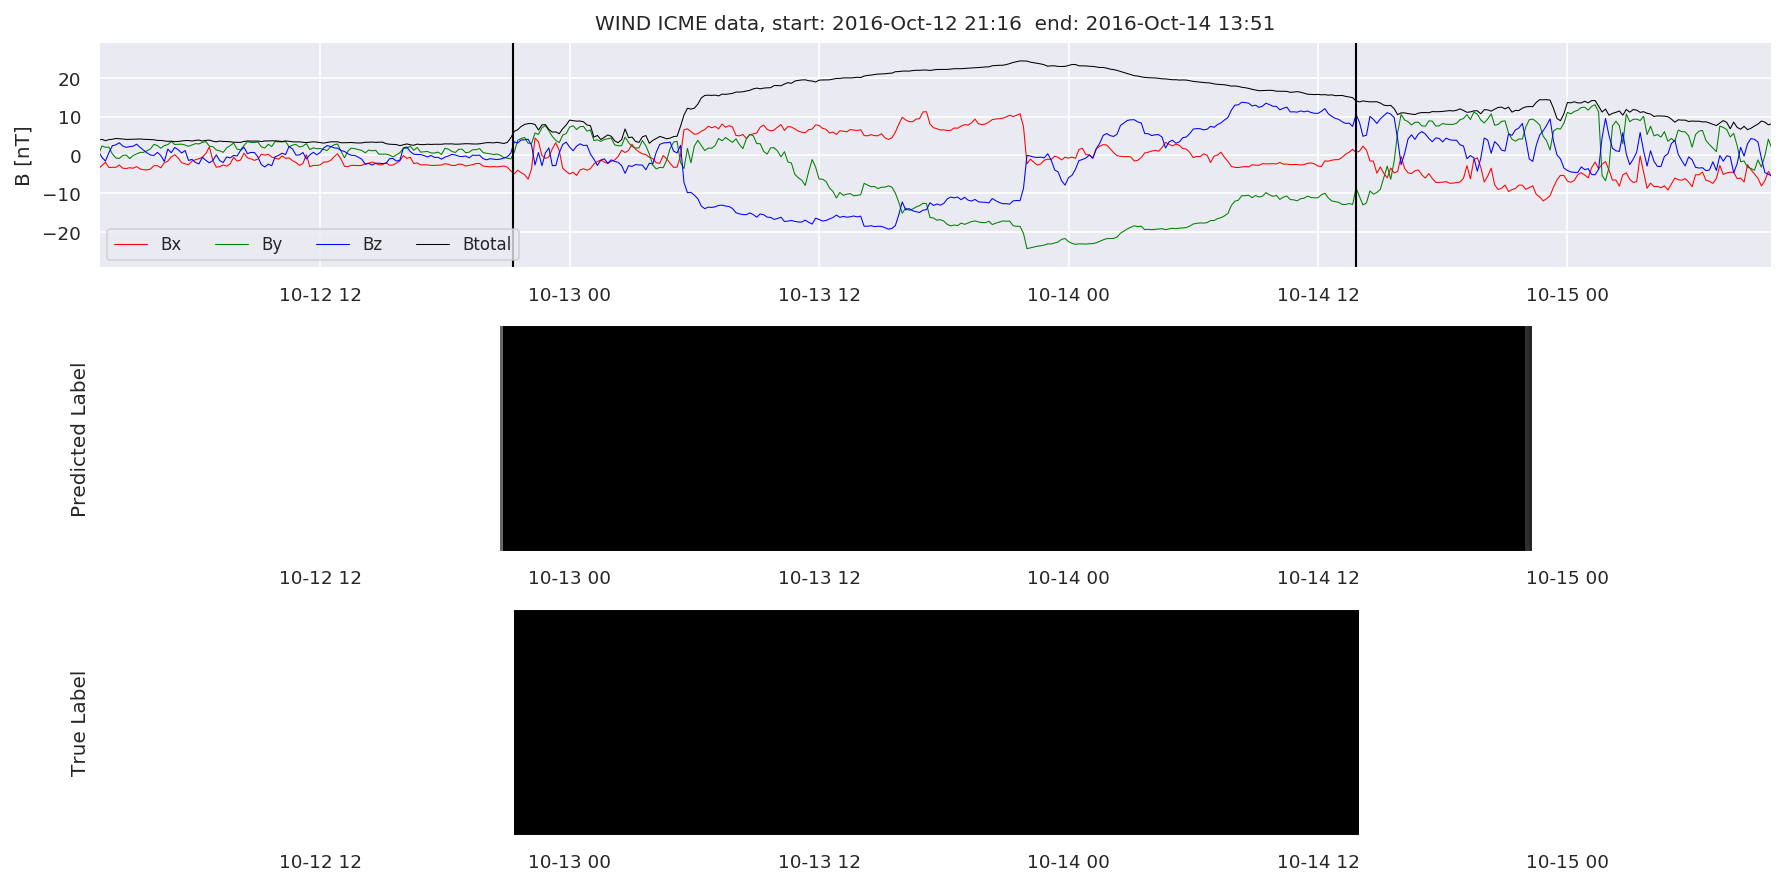 WIND ICME data, start: 2016-Oct-12 21:16  end: 2016-Oct-14 13:51
B [nT]
20
10
0
−10
−20
Bx By Bz Btotal
10-12 12 10-13 00 10-13 12 10-14 00 10-14 12 10-15 00
Predicted Label
10-12 12 10-13 00 10-13 12 10-14 00 10-14 12 10-15 00
True Label
10-12 12 10-13 00 10-13 12 10-14 00 10-14 12 10-15 00